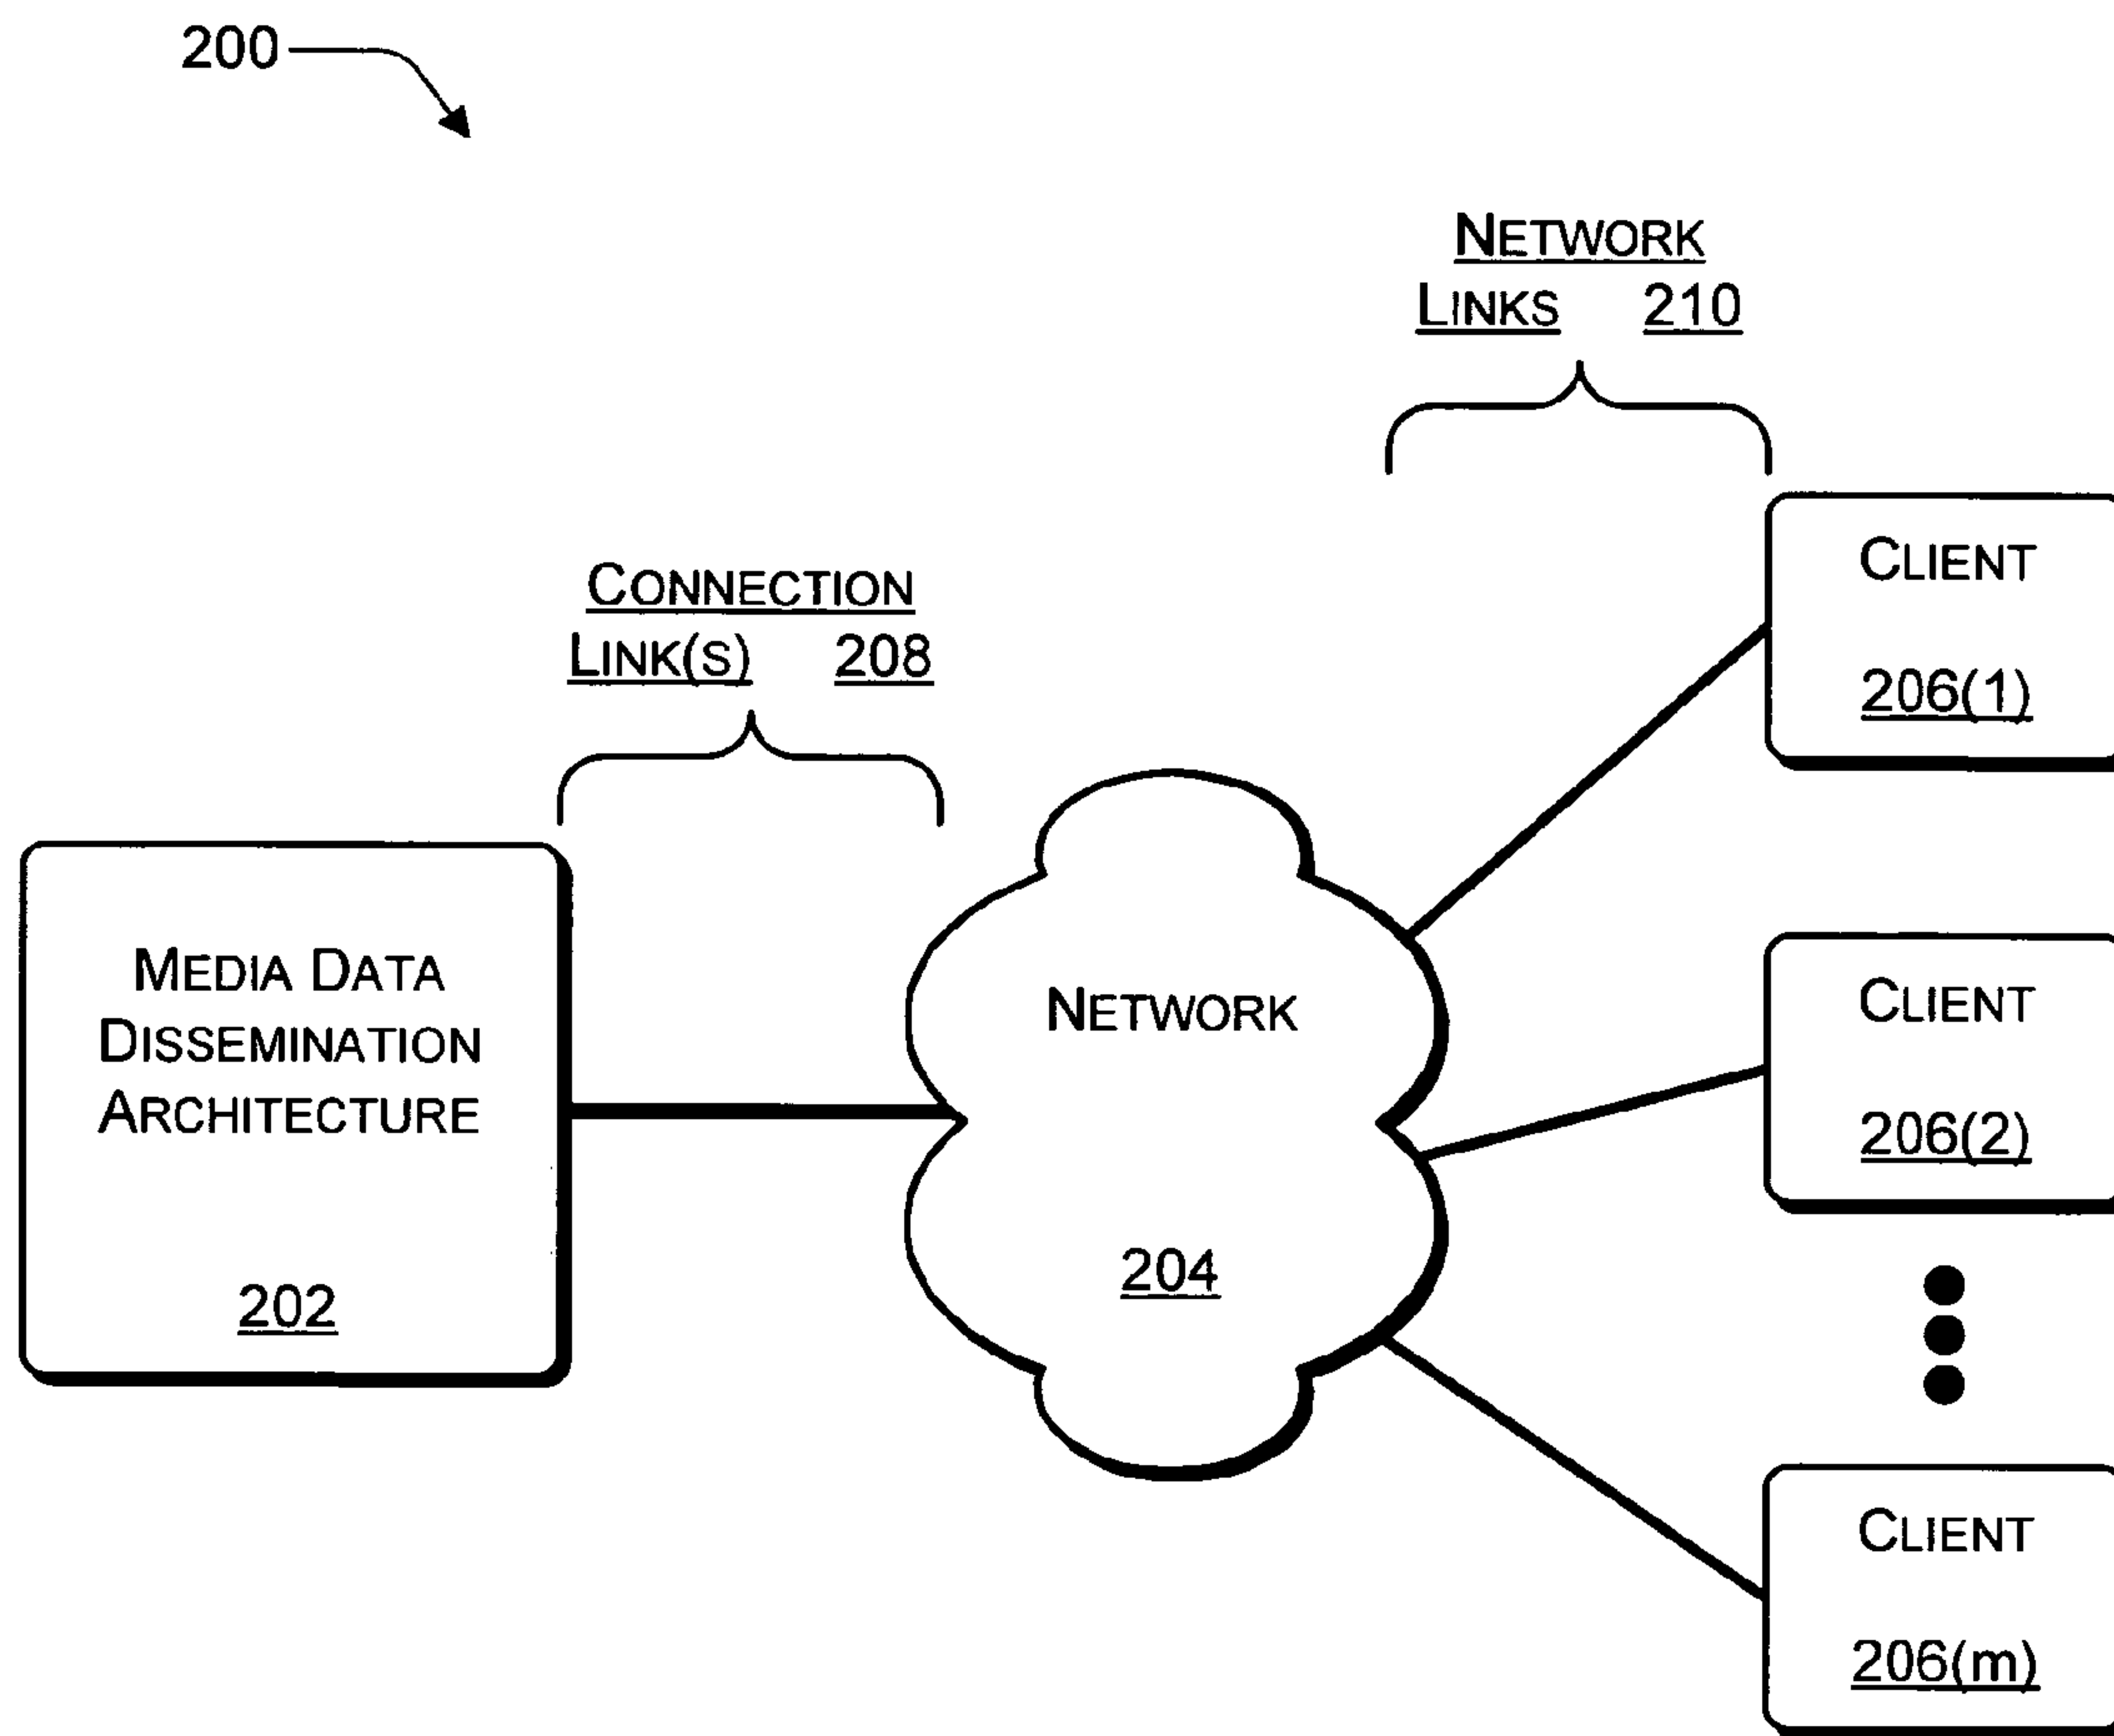 200
NETWORK
LINKS 210
CONNECTION
LINK(S) 208
CLIENT
206(1)
MEDIA DATA
DISSEMINATION
ARCHITECTURE
202
NETWORK
204
CLIENT
206(2)
CLIENT
206(m)